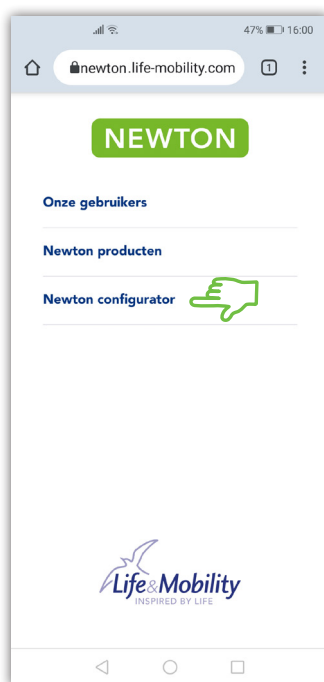 47% 16:00
newton.life-mobility.com 1
NEWTON
Onze gebruikers
Newton producten
Newton configurator
Life&Mobility
INSPIRED BY LIFE